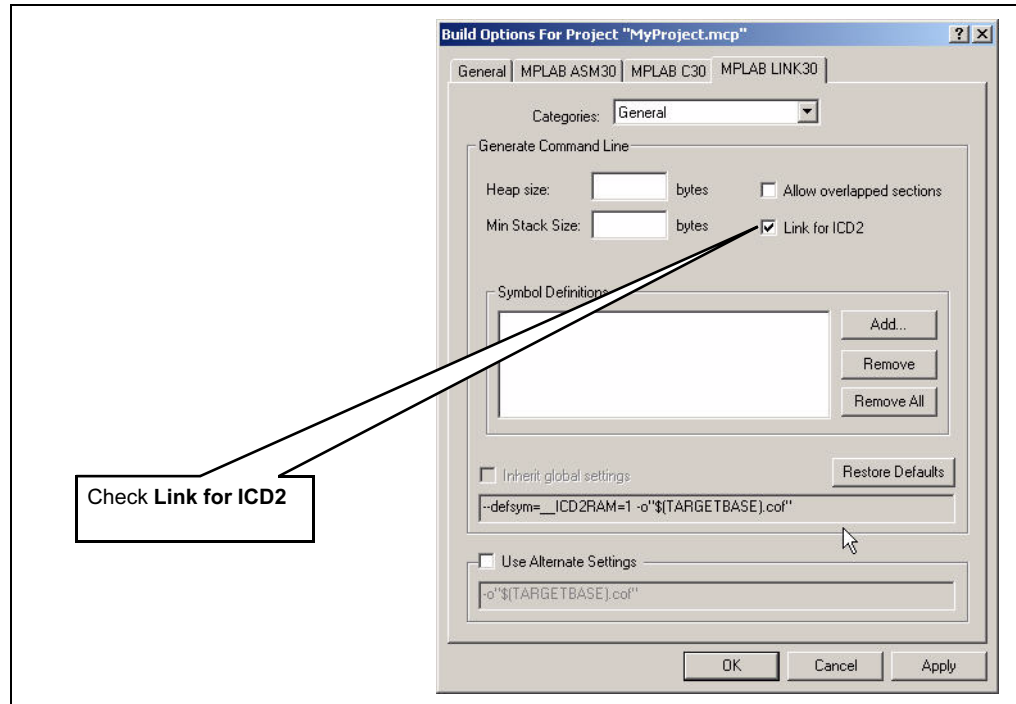 Build Options For Project "MyProject.mcp"
General MPLAB ASM30 MPLAB C30 MPLAB LINK30
Categories: General
Generate Command Line
Heap size: bytes Allow overlapped sections
Min Stack Size: bytes Link for ICD2
Symbol Definitions
Add...
Remove
Remove All
Check Link for ICD2
Inherit global settings Restore Defaults
--defsym=__ICD2RAM=1 -o"$(TARGETBASE).cof"
Use Alternate Settings
-o"$(TARGETBASE).cof"
OK Cancel Apply